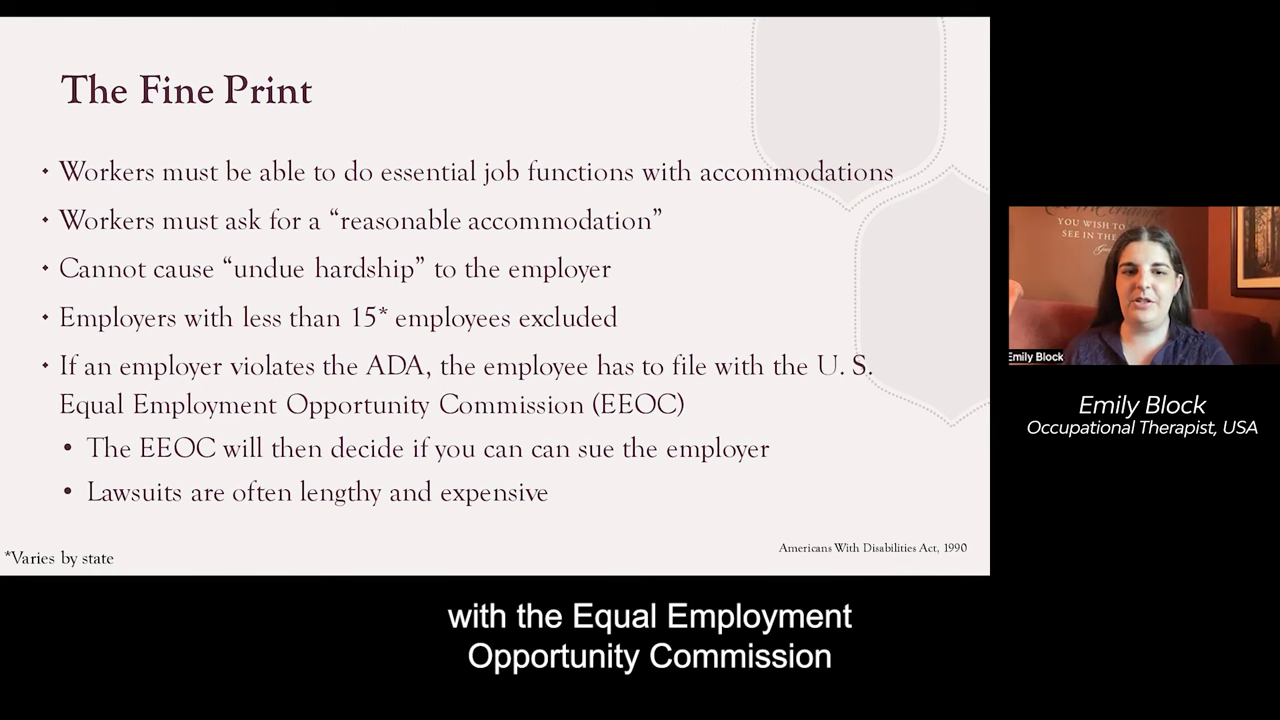 The Fine Print
Workers must be able to do essential job functions with accommodations
Workers must ask for a “reasonable accommodation”
Cannot cause “undue hardship” to the employer
Employers with less than 15* employees excluded
If an employer violates the ADA, the employee has to file with the U. S.
Equal Employment Opportunity Commission (EEOC)
The EEOC will then decide if you can can sue the employer
Lawsuits are often lengthy and expensive
Americans With Disabilities Act, 1990
*Varies by state
YOU WISH TO
SEE IN THE
Emily Block
Emily Block
Occupational Therapist, USA
with the Equal Employment
Opportunity Commission